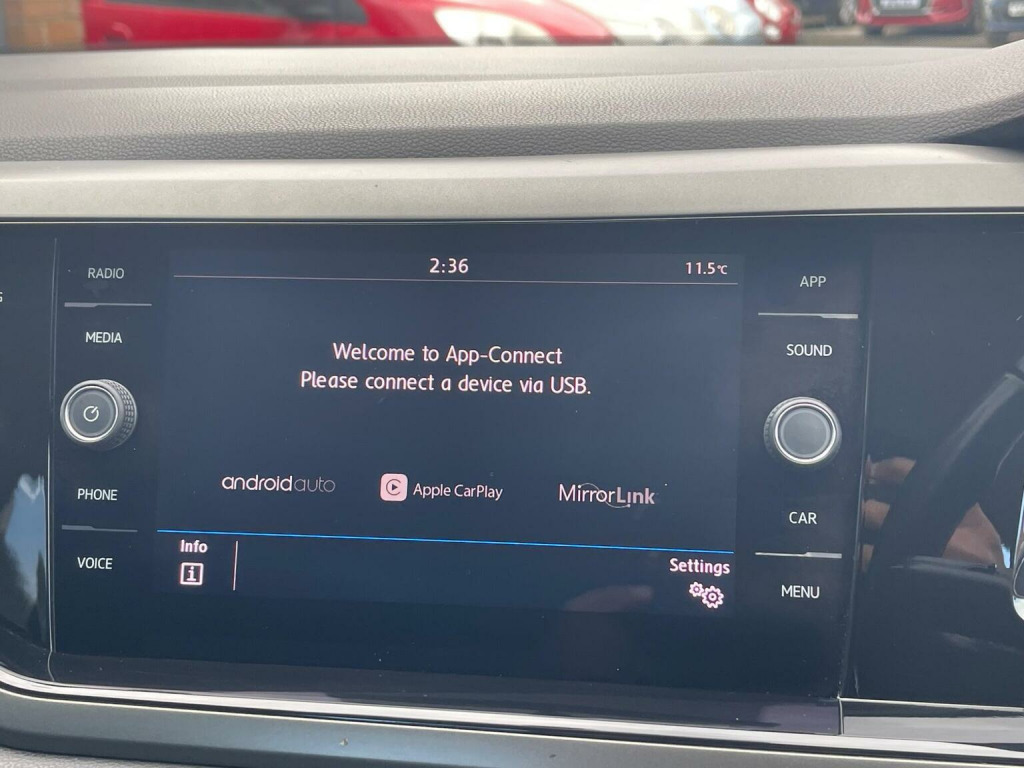 RADIO
MEDIA
PHONE
VOICE
2:36
11.5°C
Welcome to App-Connect
Please connect a device via USB.
androidauto
Apple CarPlay
MirrorLink
Info
i
Settings
APP
SOUND
CAR
MENU